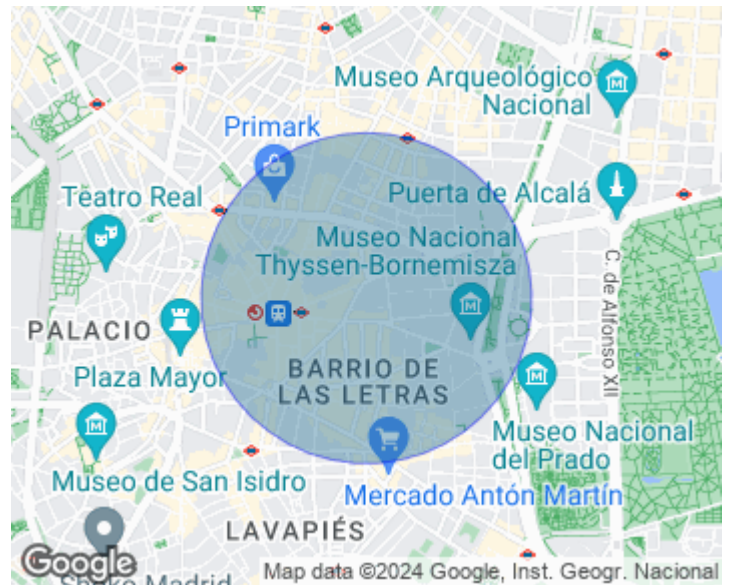 Museo Arqueológico
Nacional
Primark
Teatro Real
Puerta de Alcalá
Museo Nacional
Thyssen-Bornemisza
C. de Alfonso XII
PALACIO
Plaza Mayor
BARRIO DE
LAS LETRAS
Museo Nacional
del Prado
Museo de San Isidro
Mercado Antón Martín
LAVAPIÉS
Google
Madrid
Map data ©2024 Google, Inst. Geogr. Nacional